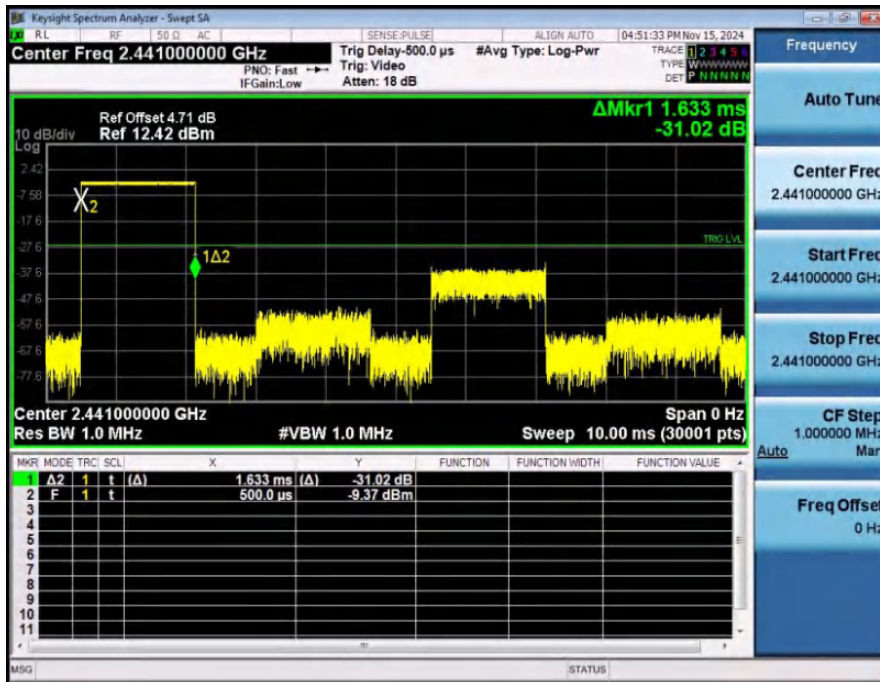 Keysight Spectrum Analyzer - Swept SA
RL RF 50 Ω AC SENSE:PULSE ALIGN AUTO 04:51:33 PM Nov 15, 2024
Center Freq 2.441000000 GHz
PNO: Fast
IFGain:Low
Trig Delay-500.0 µs
Trig: Video
Atten: 18 dB
#Avg Type: Log-Pwr
TRACE 1 2 3 4 5 6
TYPE WWWWWW
DET P N N N N N
Ref Offset 4.71 dB
Ref 12.42 dBm
10 dB/div
Log
ΔMkr1 1.633 ms
-31.02 dB
2.42
-7.58
-17.6
-27.6
-37.6
-47.6
-57.6
-67.6
-77.6
X2
1Δ2
TRIG LVL
Center 2.441000000 GHz
Res BW 1.0 MHz
#VBW 1.0 MHz
Span 0 Hz
Sweep 10.00 ms (30001 pts)
MKR MODE TRC SCL X Y FUNCTION FUNCTION WIDTH FUNCTION VALUE
1 Δ2 1 t (Δ) 1.633 ms (Δ) -31.02 dB
2 F 1 t 500.0 µs -9.37 dBm
3
4
5
6
7
8
9
10
11
MSG
STATUS
Frequency
Auto Tune
Center Freq
2.441000000 GHz
Start Freq
2.441000000 GHz
Stop Freq
2.441000000 GHz
CF Step
1.000000 MHz
Auto Man
Freq Offset
0 Hz